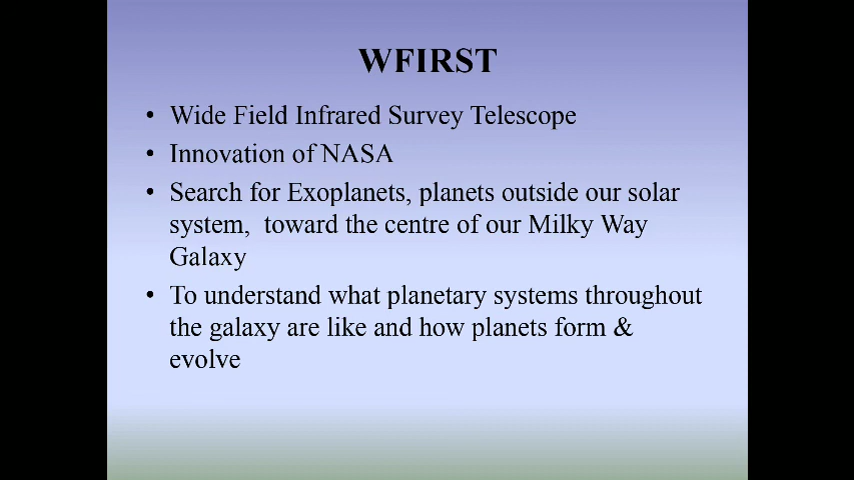 WFIRST
• Wide Field Infrared Survey Telescope
• Innovation of NASA
• Search for Exoplanets, planets outside our solar
system,  toward the centre of our Milky Way
Galaxy
• To understand what planetary systems throughout
the galaxy are like and how planets form &
evolve